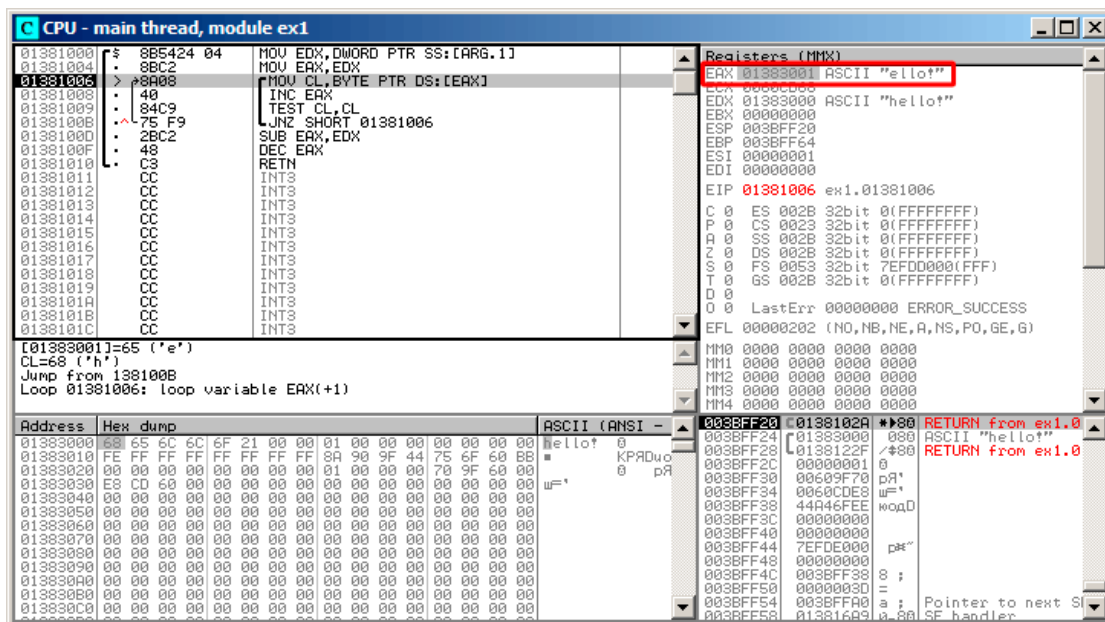 CPU - main thread, module ex1
01381000 $ 8B5424 04 MOV EDX,DWORD PTR SS:[ARG.1]
01381004 . 8BC2 MOV EAX,EDX
01381006 > 8A08 MOV CL,BYTE PTR DS:[EAX]
01381008 . 40 INC EAX
01381009 . 84C9 TEST CL,CL
0138100B .^ 75 F9 JNZ SHORT 01381006
0138100D . 2BC2 SUB EAX,EDX
0138100F . 48 DEC EAX
01381010 . C3 RETN
01381011 CC INT3
01381012 CC INT3
01381013 CC INT3
01381014 CC INT3
01381015 CC INT3
01381016 CC INT3
01381017 CC INT3
01381018 CC INT3
01381019 CC INT3
0138101A CC INT3
0138101B CC INT3
0138101C CC INT3
[01383001]=65 ('e')
CL=68 ('h')
Jump from 138100B
Loop 01381006: loop variable EAX(+1)
Registers (MMX)
EAX 01383001 ASCII "ello!"
EDX 01383000 ASCII "hello!"
EBX 00000000
ESP 003BFF20
EBP 003BFF64
ESI 00000001
EDI 00000000
EIP 01381006 ex1.01381006
C 0 ES 002B 32bit 0(FFFFFFFF)
P 0 CS 0023 32bit 0(FFFFFFFF)
A 0 SS 002B 32bit 0(FFFFFFFF)
Z 0 DS 002B 32bit 0(FFFFFFFF)
S 0 FS 0053 32bit 7EFDD000(FFF)
T 0 GS 002B 32bit 0(FFFFFFFF)
D 0
O 0 LastErr 00000000 ERROR_SUCCESS
EFL 00000202 (NO,NB,NE,A,NS,PO,GE,G)
MM0 0000 0000 0000 0000
MM1 0000 0000 0000 0000
MM2 0000 0000 0000 0000
MM3 0000 0000 0000 0000
MM4 0000 0000 0000 0000
Address Hex dump ASCII (ANSI -
01383000 68 65 6C 6C 6F 21 00 00 01 00 00 00 00 00 00 00 hello! 0
01383010 FE FF FF FF FF FF FF FF 8A 90 9F 44 75 6F 60 BB
01383020 00 00 00 00 00 00 00 00 01 00 00 00 70 9F 60 00
01383030 E8 CD 60 00 00 00 00 00 00 00 00 00 00 00 00 00
01383040 00 00 00 00 00 00 00 00 00 00 00 00 00 00 00 00
01383050 00 00 00 00 00 00 00 00 00 00 00 00 00 00 00 00
01383060 00 00 00 00 00 00 00 00 00 00 00 00 00 00 00 00
01383070 00 00 00 00 00 00 00 00 00 00 00 00 00 00 00 00
01383080 00 00 00 00 00 00 00 00 00 00 00 00 00 00 00 00
01383090 00 00 00 00 00 00 00 00 00 00 00 00 00 00 00 00
013830A0 00 00 00 00 00 00 00 00 00 00 00 00 00 00 00 00
013830B0 00 00 00 00 00 00 00 00 00 00 00 00 00 00 00 00
013830C0 00 00 00 00 00 00 00 00 00 00 00 00 00 00 00 00
003BFF20 0138102A RETURN from ex1.0
003BFF24 01383000 ASCII "hello!"
003BFF28 0138122F RETURN from ex1.0
003BFF2C 00000001
003BFF30 00609F70
003BFF34 0060CDE8
003BFF38 44A46FEE
003BFF3C 00000000
003BFF40 00000000
003BFF44 7EFDE000
003BFF48 00000000
003BFF4C 003BFF38 8 ;
003BFF50 0000003D =
003BFF54 003BFFA0 Pointer to next S
003BFF58 013816A9 SE handler